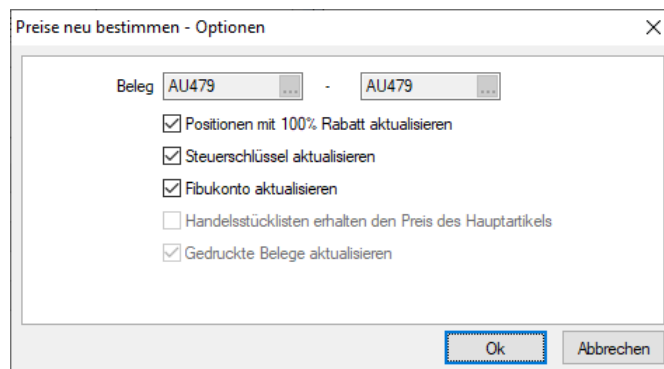 Preise neu bestimmen - Optionen
Beleg AU479 ... - AU479 ...
Positionen mit 100% Rabatt aktualisieren
Steuerschlüssel aktualisieren
Fibukonto aktualisieren
Handelsstücklisten erhalten den Preis des Hauptartikels
Gedruckte Belege aktualisieren
Ok Abbrechen